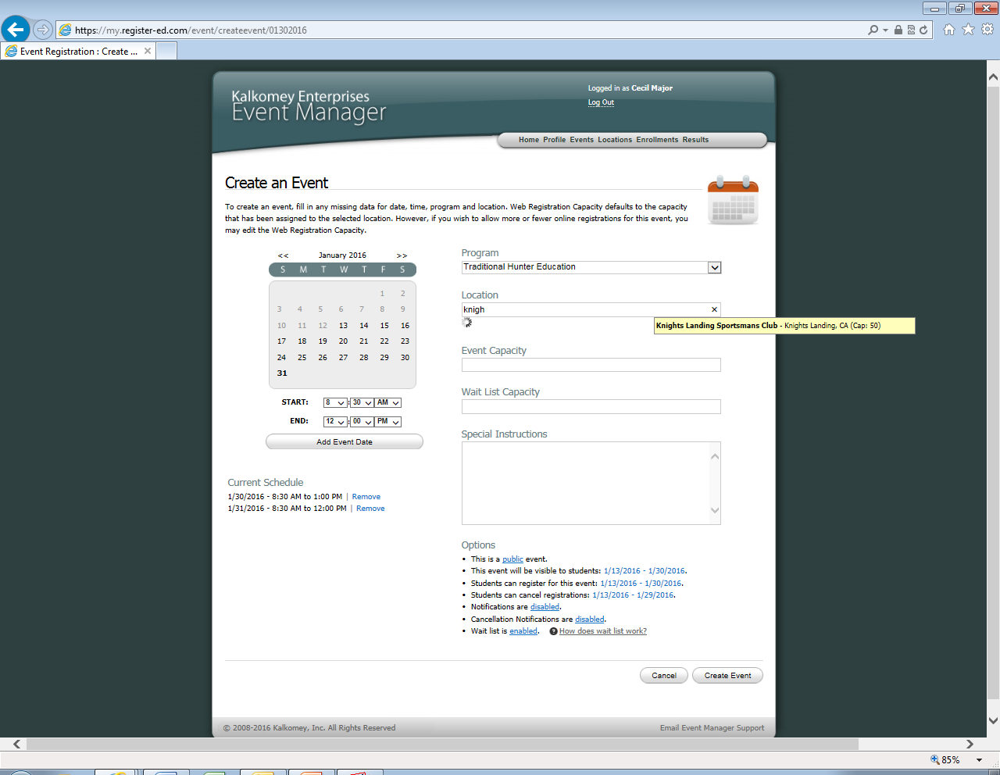 https://my.register-ed.com/event/createevent/01302016
Event Registration : Create ...
Kalkomey Enterprises
Event Manager
Logged in as Cecil Major
Log Out
Home Profile Events Locations Enrollments Results
Create an Event
To create an event, fill in any missing data for date, time, program and location. Web Registration Capacity defaults to the capacity
that has been assigned to the selected location. However, if you wish to allow more or fewer online registrations for this event, you
may edit the Web Registration Capacity.
<< January 2016 >>
S M T W T F S
1 2
3 4 5 6 7 8 9
10 11 12 13 14 15 16
17 18 19 20 21 22 23
24 25 26 27 28 29 30
31
START: 8 : 30 AM
END: 12 : 00 PM
Add Event Date
Current Schedule
1/30/2016 - 8:30 AM to 1:00 PM | Remove
1/31/2016 - 8:30 AM to 12:00 PM | Remove
Program
Traditional Hunter Education
Location
knigh
Knights Landing Sportsmans Club - Knights Landing, CA (Cap: 50)
Event Capacity
Wait List Capacity
Special Instructions
Options
• This is a public event.
• This event will be visible to students: 1/13/2016 - 1/30/2016.
• Students can register for this event: 1/13/2016 - 1/30/2016.
• Students can cancel registrations: 1/13/2016 - 1/29/2016.
• Notifications are disabled.
• Cancellation Notifications are disabled.
• Wait list is enabled. ? How does wait list work?
Cancel Create Event
© 2008-2016 Kalkomey, Inc. All Rights Reserved
Email Event Manager Support
85%